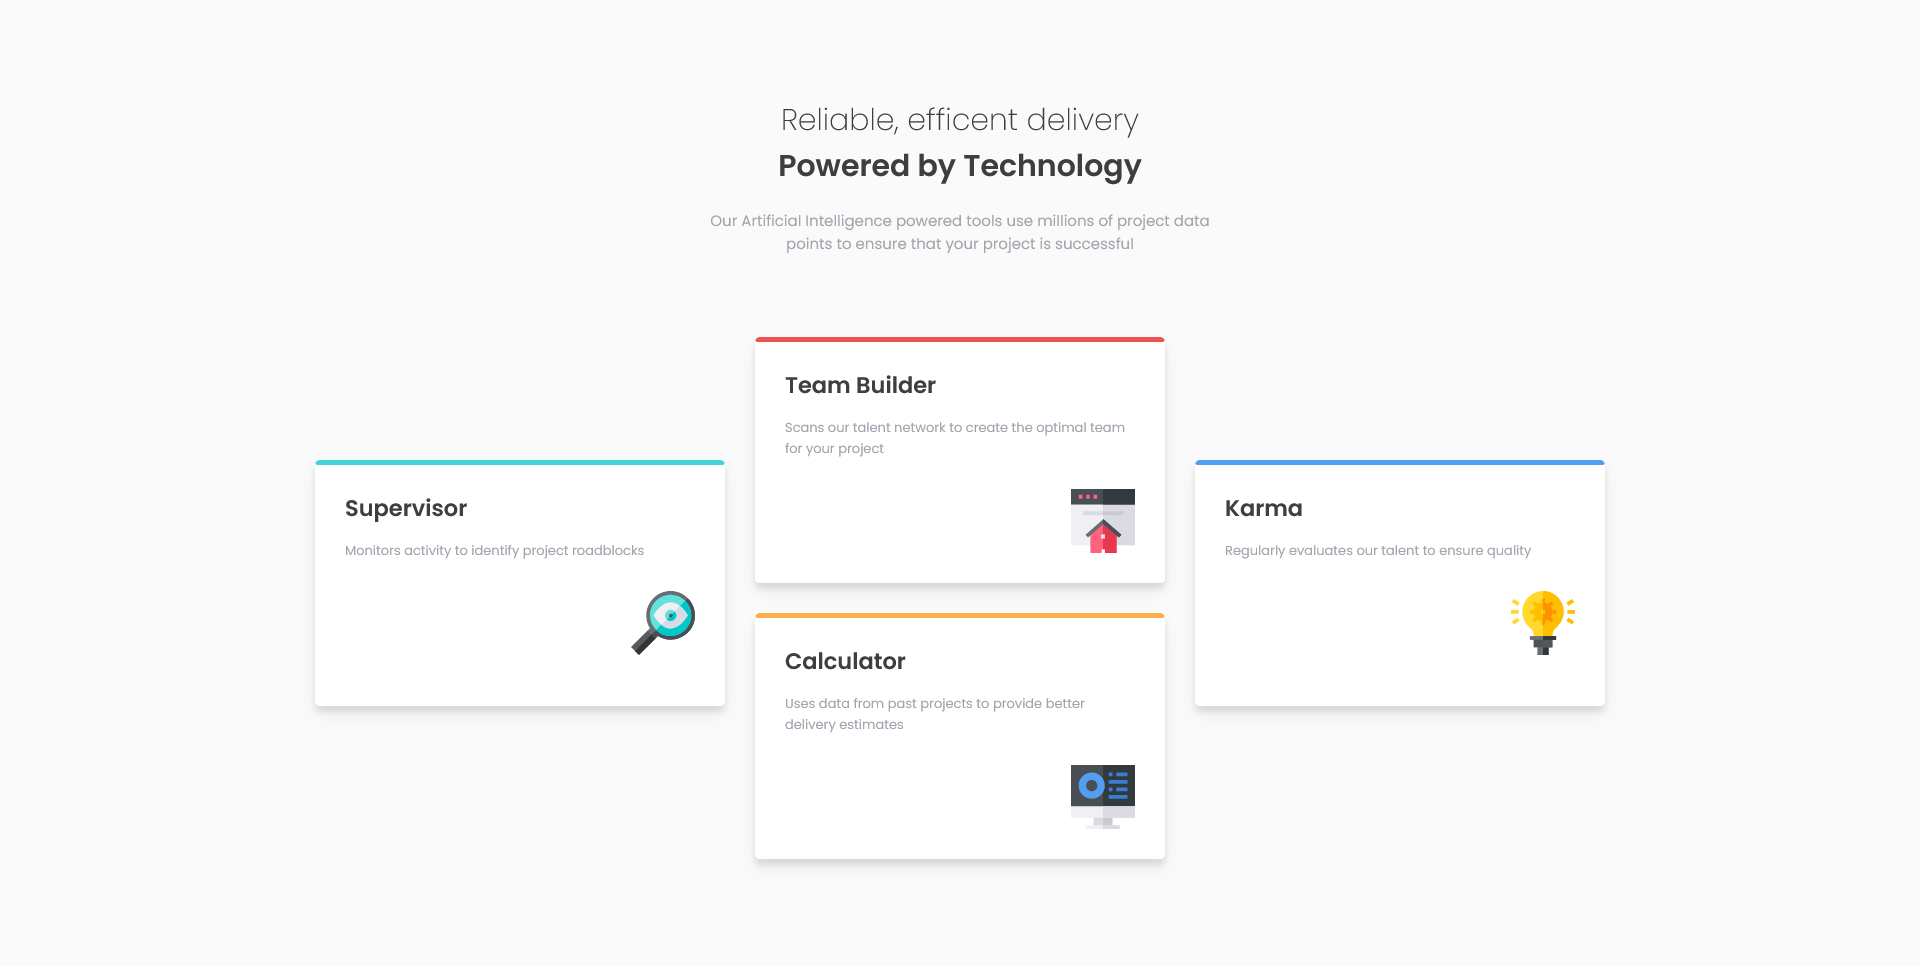 Reliable, efficent delivery
Powered by Technology
Our Artificial Intelligence powered tools use millions of project data
points to ensure that your project is successful
Supervisor
Monitors activity to identify project roadblocks
Team Builder
Scans our talent network to create the optimal team
for your project
Calculator
Uses data from past projects to provide better
delivery estimates
Karma
Regularly evaluates our talent to ensure quality